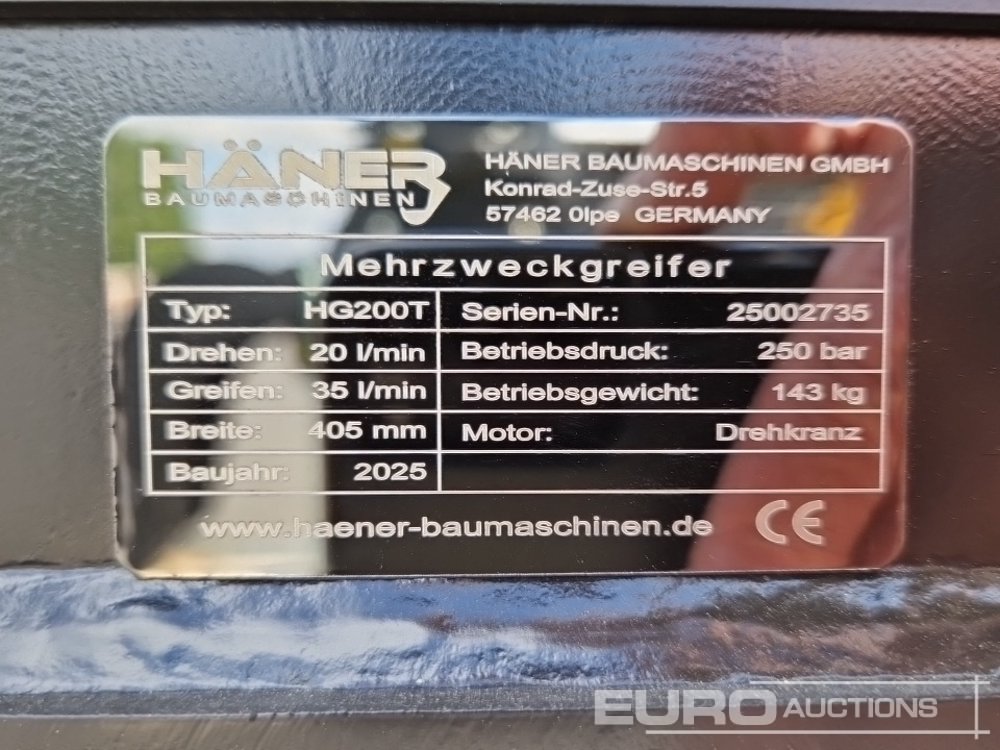 HÄNER
BAUMASCHINEN
HÄNER BAUMASCHINEN GMBH
Konrad-Zuse-Str.5
57462 Olpe GERMANY
Mehrzweckgreifer
Typ: HG200T Serien-Nr.: 25002735
Drehen: 20 l/min Betriebsdruck: 250 bar
Greifen: 35 l/min Betriebsgewicht: 143 kg
Breite: 405 mm Motor: Drehkranz
Baujahr: 2025
www.haener-baumaschinen.de CE
EURO AUCTIONS